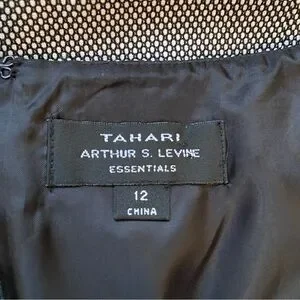 TAHARI
ARTHUR S. LEVINE
ESSENTIALS
12
CHINA